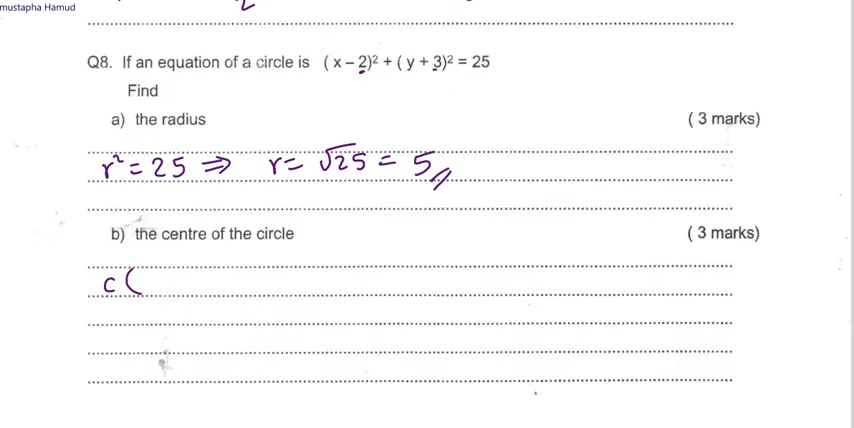 mustapha Hamud
2
Q8. If an equation of a circle is ( x – 2)² + ( y + 3)² = 25
Find
a) the radius ( 3 marks)
r² = 25 ⇒ r = √25 = 5
b) the centre of the circle ( 3 marks)
c (